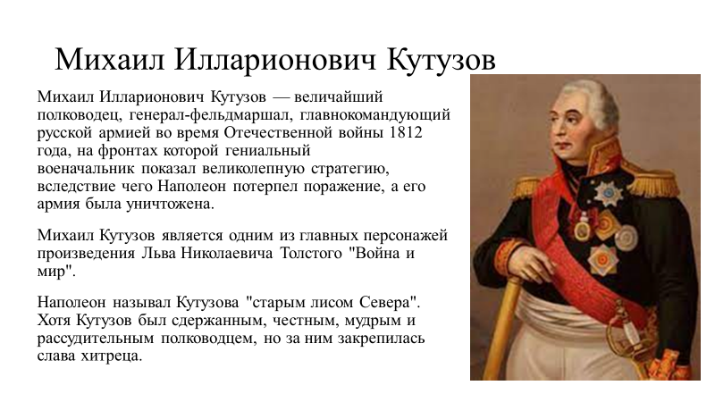 Михаил Илларионович Кутузов
Михаил Илларионович Кутузов — величайший
полководец, генерал-фельдмаршал, главнокомандующий
русской армией во время Отечественной войны 1812
года, на фронтах которой гениальный
военачальник показал великолепную стратегию,
вследствие чего Наполеон потерпел поражение, а его
армия была уничтожена.
Михаил Кутузов является одним из главных персонажей
произведения Льва Николаевича Толстого "Война и
мир".
Наполеон называл Кутузова "старым лисом Севера".
Хотя Кутузов был сдержанным, честным, мудрым и
рассудительным полководцем, но за ним закрепилась
слава хитреца.